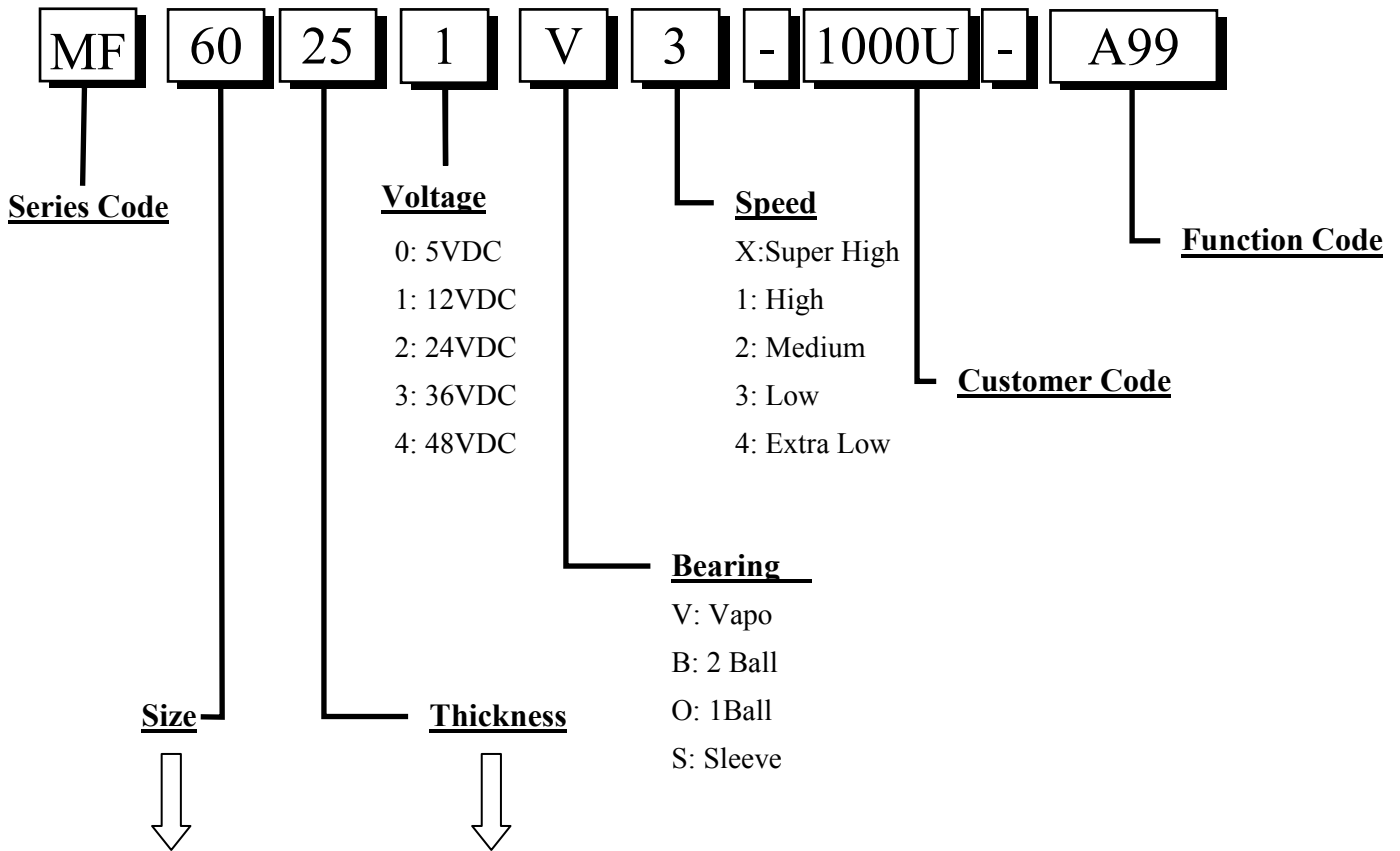 MF 60 25 1 V 3 - 1000U - A99
Series Code
Voltage
0: 5VDC
1: 12VDC
2: 24VDC
3: 36VDC
4: 48VDC
Speed
X:Super High
1: High
2: Medium
3: Low
4: Extra Low
Function Code
Customer Code
Bearing
V: Vapo
B: 2 Ball
O: 1Ball
S: Sleeve
Size
Thickness